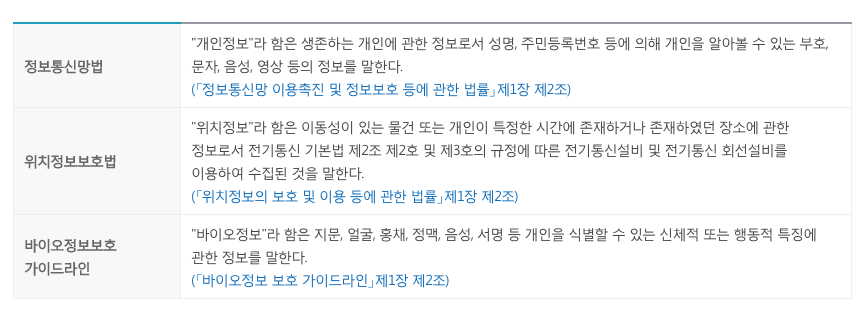 정보통신망법
"개인정보"라 함은 생존하는 개인에 관한 정보로서 성명, 주민등록번호 등에 의해 개인을 알아볼 수 있는 부호,
문자, 음성, 영상 등의 정보를 말한다.
(「정보통신망 이용촉진 및 정보보호 등에 관한 법률」제1장 제2조)
위치정보보호법
"위치정보"라 함은 이동성이 있는 물건 또는 개인이 특정한 시간에 존재하거나 존재하였던 장소에 관한
정보로서 전기통신 기본법 제2조 제2호 및 제3호의 규정에 따른 전기통신설비 및 전기통신 회선설비를
이용하여 수집된 것을 말한다.
(「위치정보의 보호 및 이용 등에 관한 법률」제1장 제2조)
바이오정보보호
가이드라인
"바이오정보"라 함은 지문, 얼굴, 홍채, 정맥, 음성, 서명 등 개인을 식별할 수 있는 신체적 또는 행동적 특징에
관한 정보를 말한다.
(「바이오정보 보호 가이드라인」제1장 제2조)